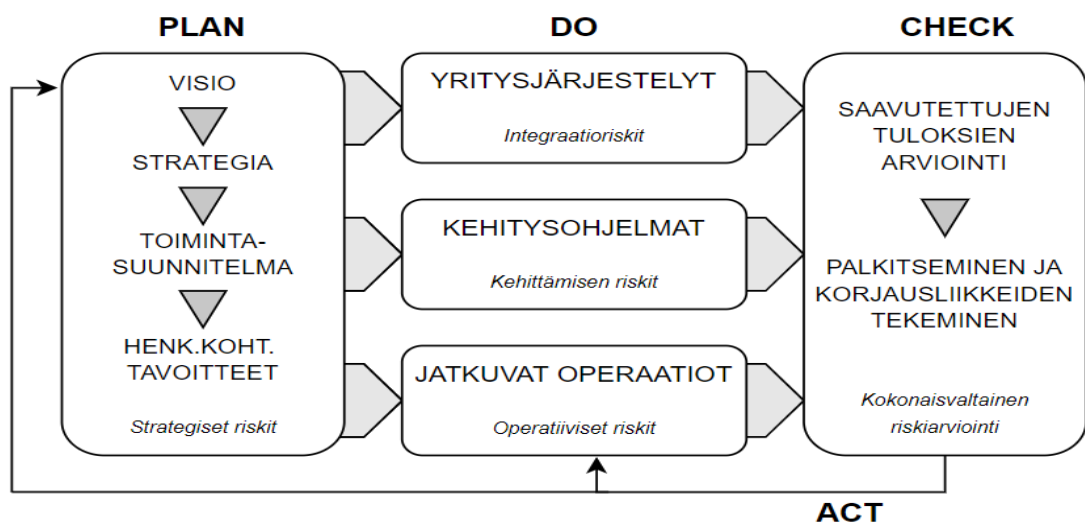 PLAN
VISIO
STRATEGIA
TOIMINTA-
SUUNNITELMA
HENK.KOHT.
TAVOITTEET
Strategiset riskit
DO
YRITYSJÄRJESTELYT
Integraatioriskit
KEHITYSOHJELMAT
Kehittämisen riskit
JATKUVAT OPERAATIOT
Operatiiviset riskit
CHECK
SAAVUTETTUJEN
TULOKSIEN
ARVIOINTI
PALKITSEMINEN JA
KORJAUSLIIKKEIDEN
TEKEMINEN
Kokonaisvaltainen
riskiarviointi
ACT